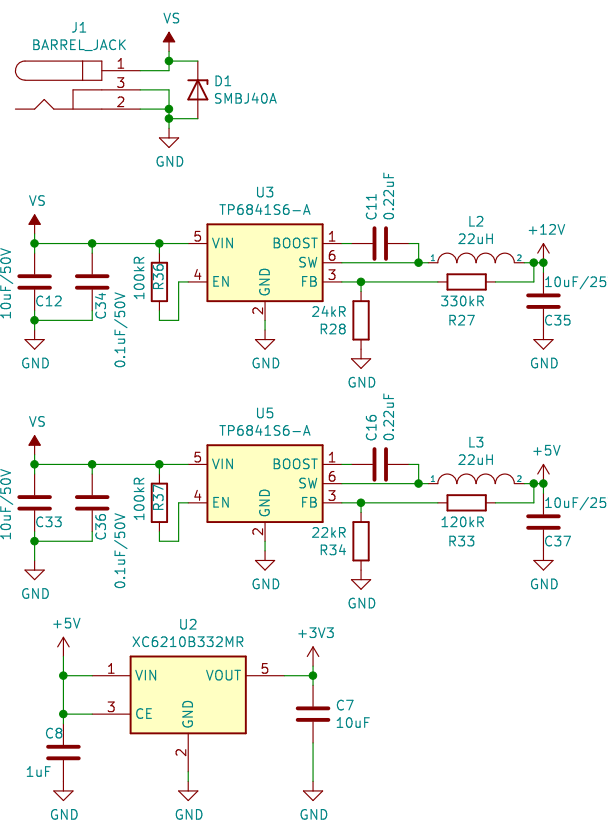 VS
J1
BARREL_JACK
1
3
2
D1
SMBJ40A
GND
VS
10uF/50V
C12
C34
0.1uF/50V
100kR
R36
GND
U3
TP6841S6-A
5
VIN
BOOST
1
SW
6
4
EN
FB
3
GND
2
GND
C11
0.22uF
L2
22uH
1
2
+12V
24kR
R28
GND
330kR
R27
10uF/25
C35
GND
VS
10uF/50V
C33
C36
0.1uF/50V
100kR
R37
GND
U5
TP6841S6-A
5
VIN
BOOST
1
SW
6
4
EN
FB
3
GND
2
GND
C16
0.22uF
L3
22uH
1
2
+5V
22kR
R34
GND
120kR
R33
10uF/25
C37
GND
+5V
U2
XC6210B332MR
1
VIN
VOUT
5
3
CE
GND
2
GND
C8
1uF
GND
+3V3
C7
10uF
GND